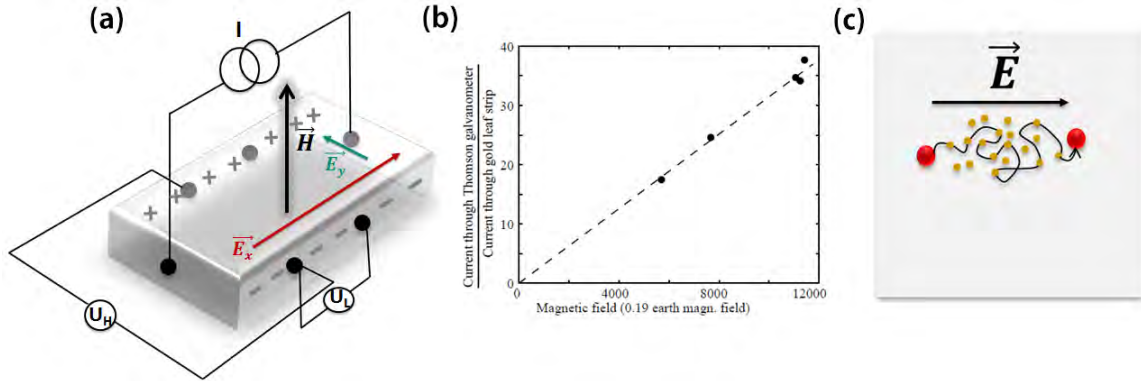 (a)
I
H
E_y
E_x
U_H
U_L
(b)
Current through Thomson galvanometer
Current through gold leaf strip
40
30
20
10
0
0
4000
8000
12000
Magnetic field (0.19 earth magn. field)
(c)
E